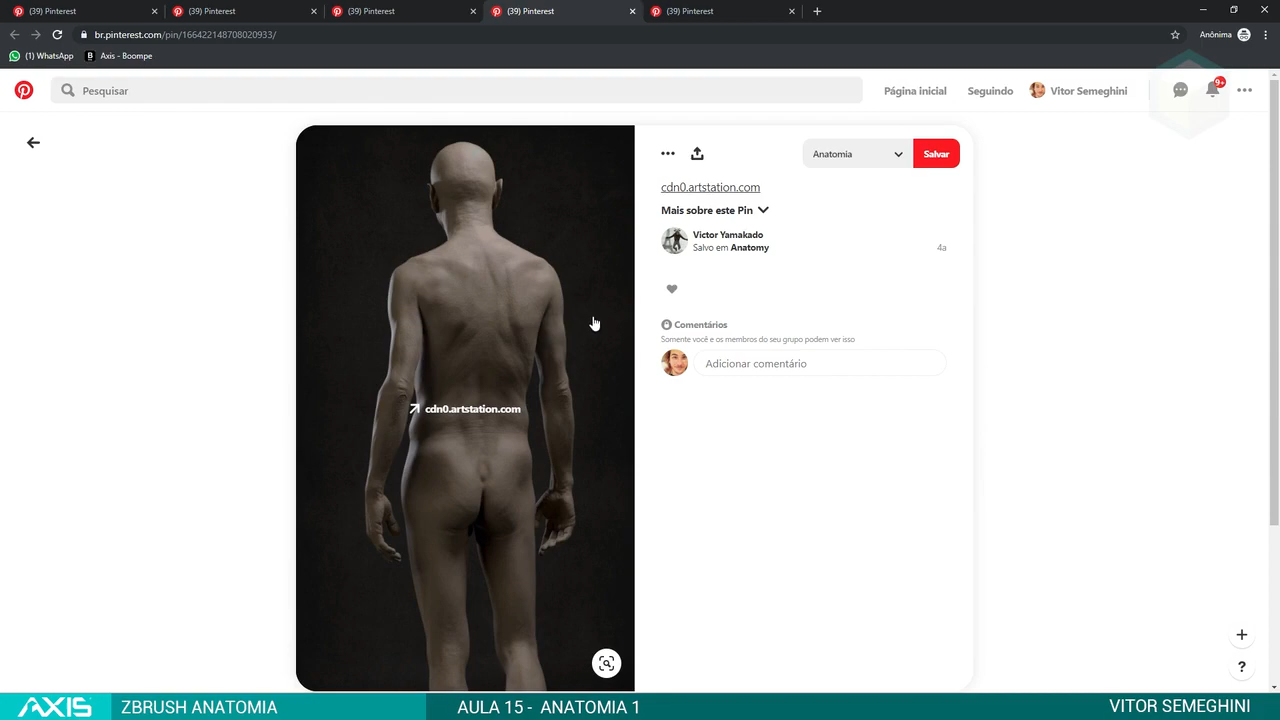 (39) Pinterest
(39) Pinterest
(39) Pinterest
(39) Pinterest
(39) Pinterest
br.pinterest.com/pin/166422148708020933/
Anônima
(1) WhatsApp
Axis - Boompe
Pesquisar
Página inicial
Seguindo
Vitor Semeghini
9+
Anatomia
Salvar
cdn0.artstation.com
Mais sobre este Pin
Victor Yamakado
Salvo em Anatomy
4a
Comentários
Somente você e os membros do seu grupo podem ver isso
Adicionar comentário
cdn0.artstation.com
AXIS
ZBRUSH ANATOMIA
AULA 15 - ANATOMIA 1
VITOR SEMEGHINI